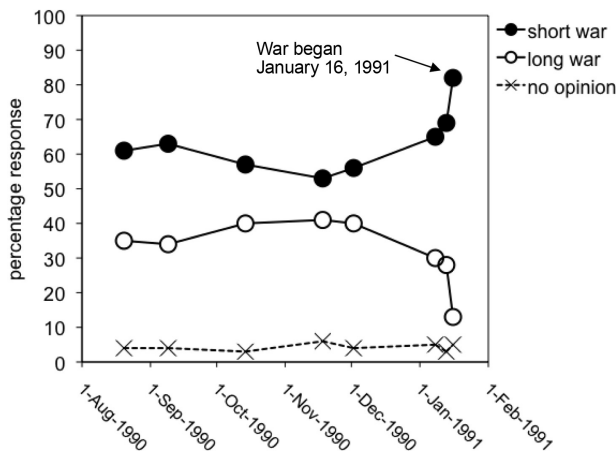 100
90
80
70
60
50
40
30
20
10
0
percentage response
War began
January 16, 1991
short war
long war
no opinion
1-Aug-1990
1-Sep-1990
1-Oct-1990
1-Nov-1990
1-Dec-1990
1-Jan-1991
1-Feb-1991